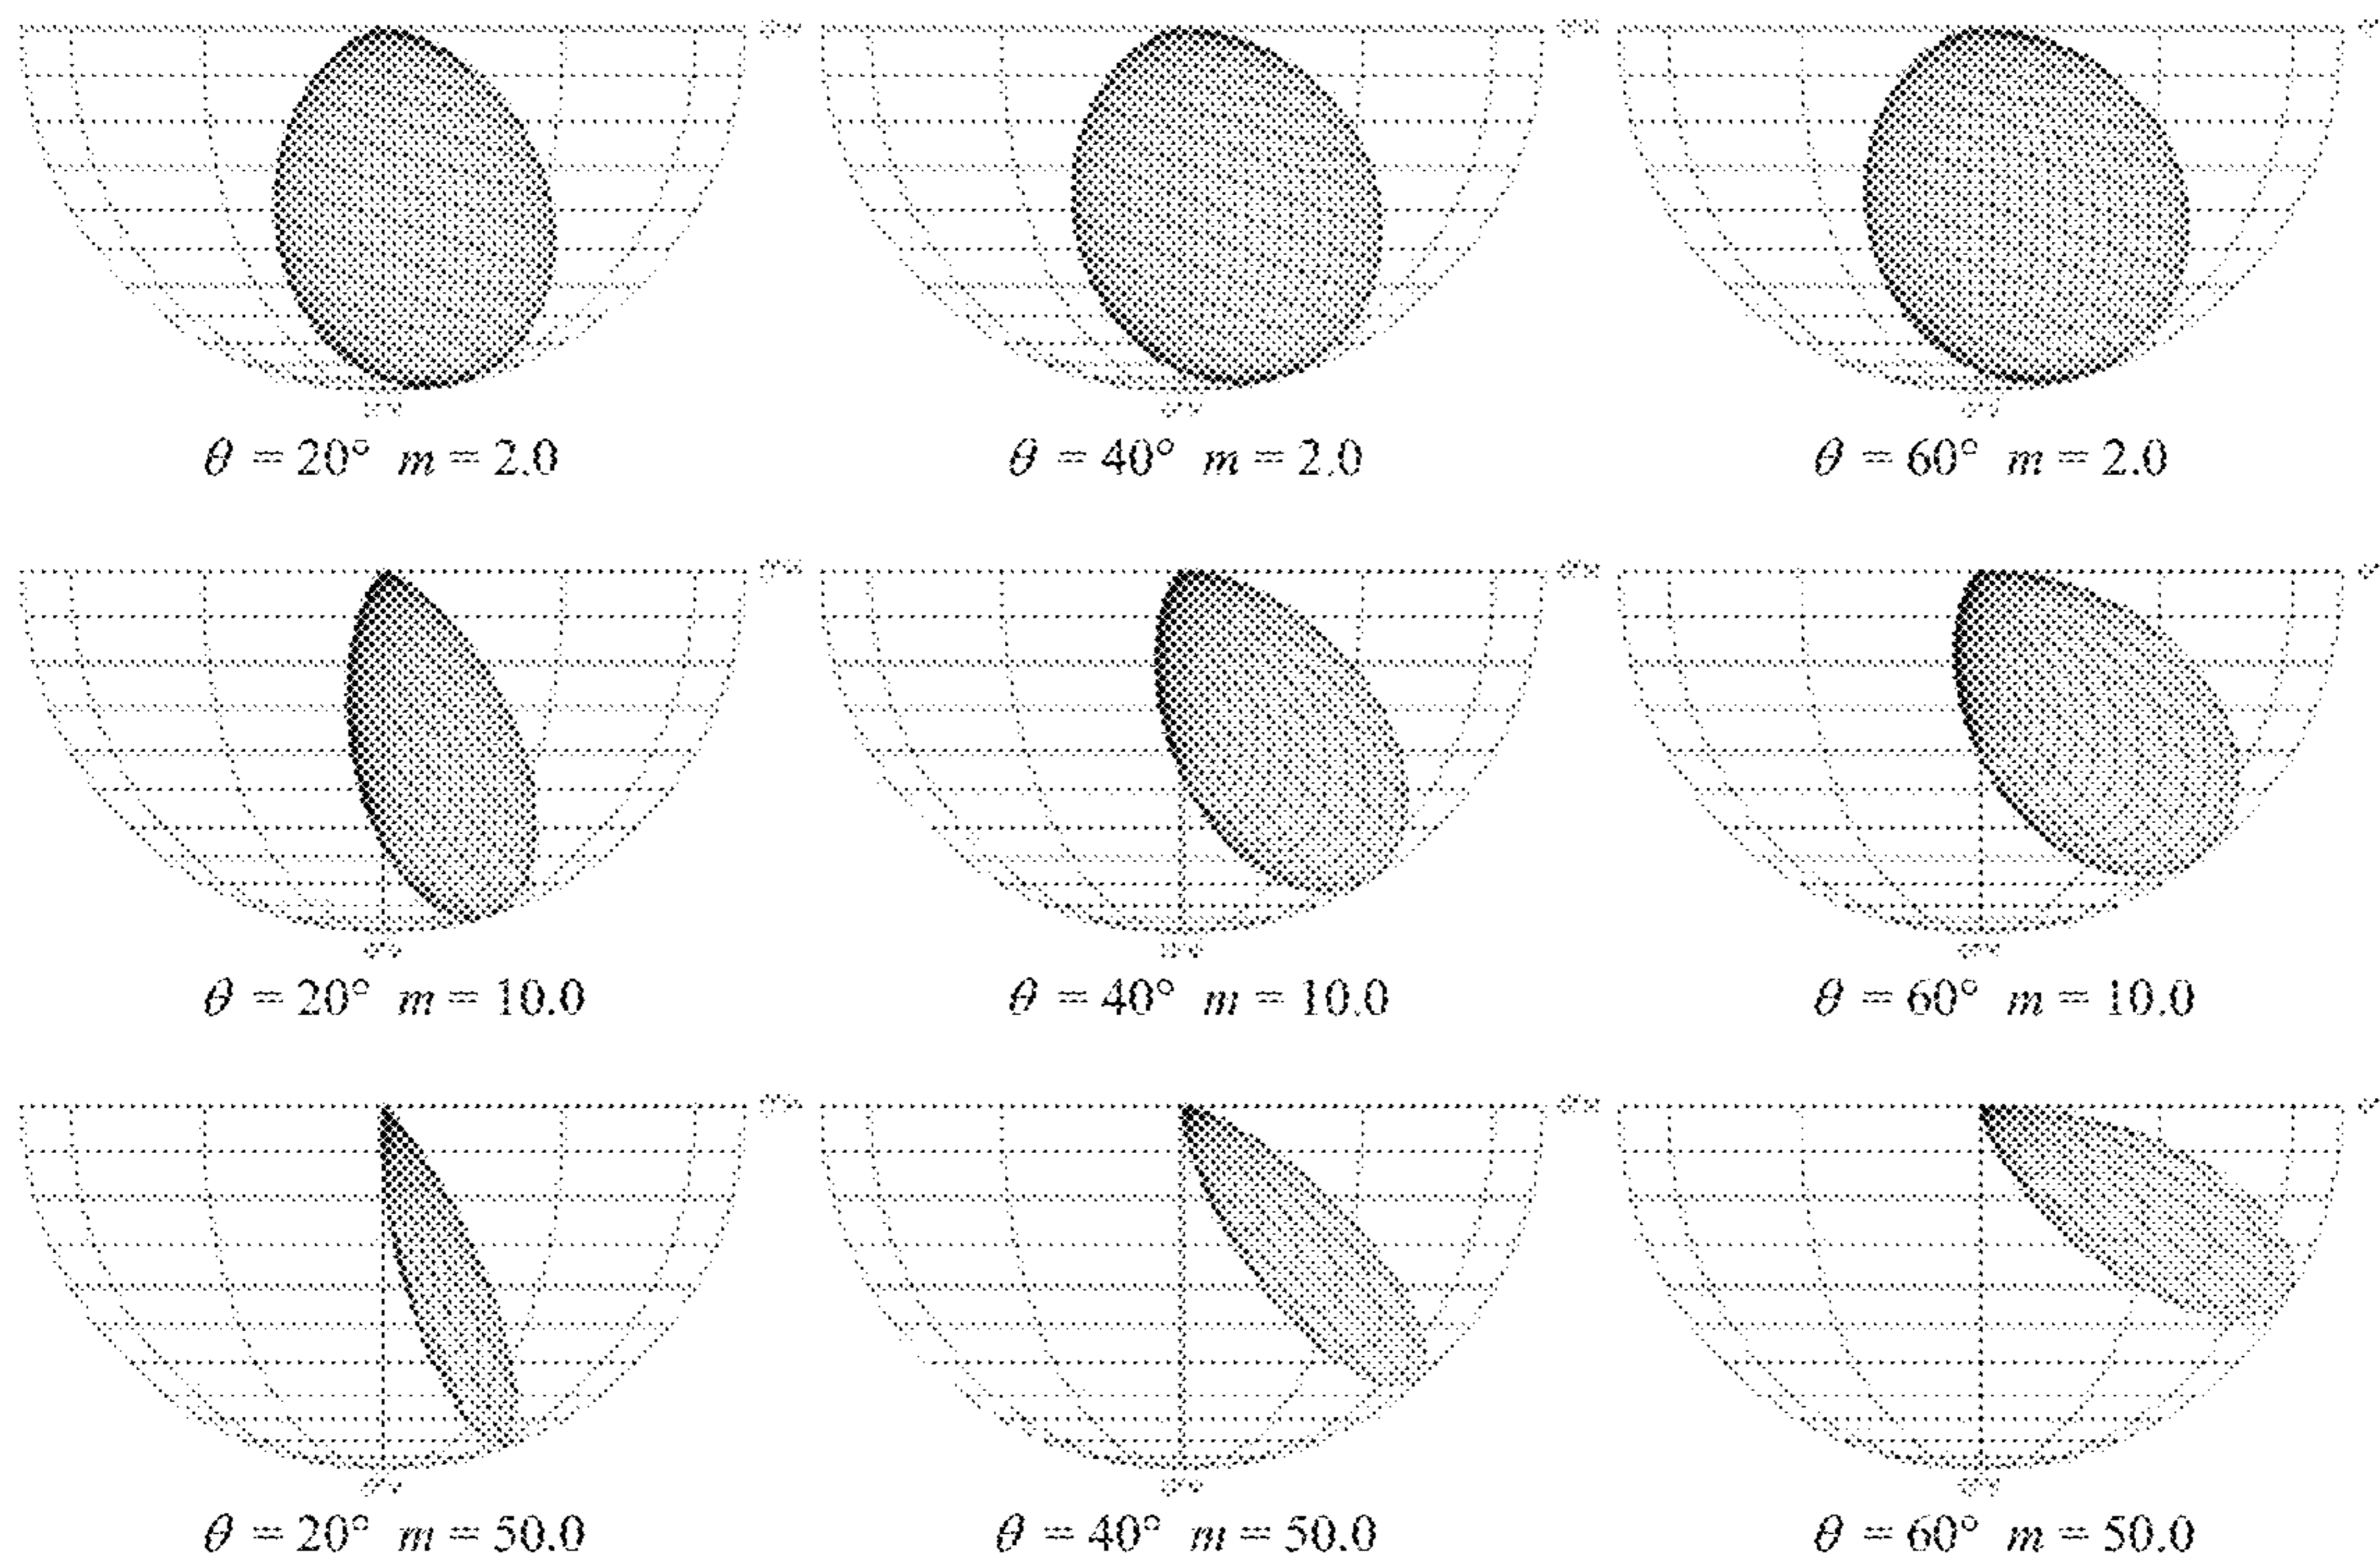 θ = 20° m = 2.0
θ = 40° m = 2.0
θ = 60° m = 2.0
θ = 20° m = 10.0
θ = 40° m = 10.0
θ = 60° m = 10.0
θ = 20° m = 50.0
θ = 40° m = 50.0
θ = 60° m = 50.0